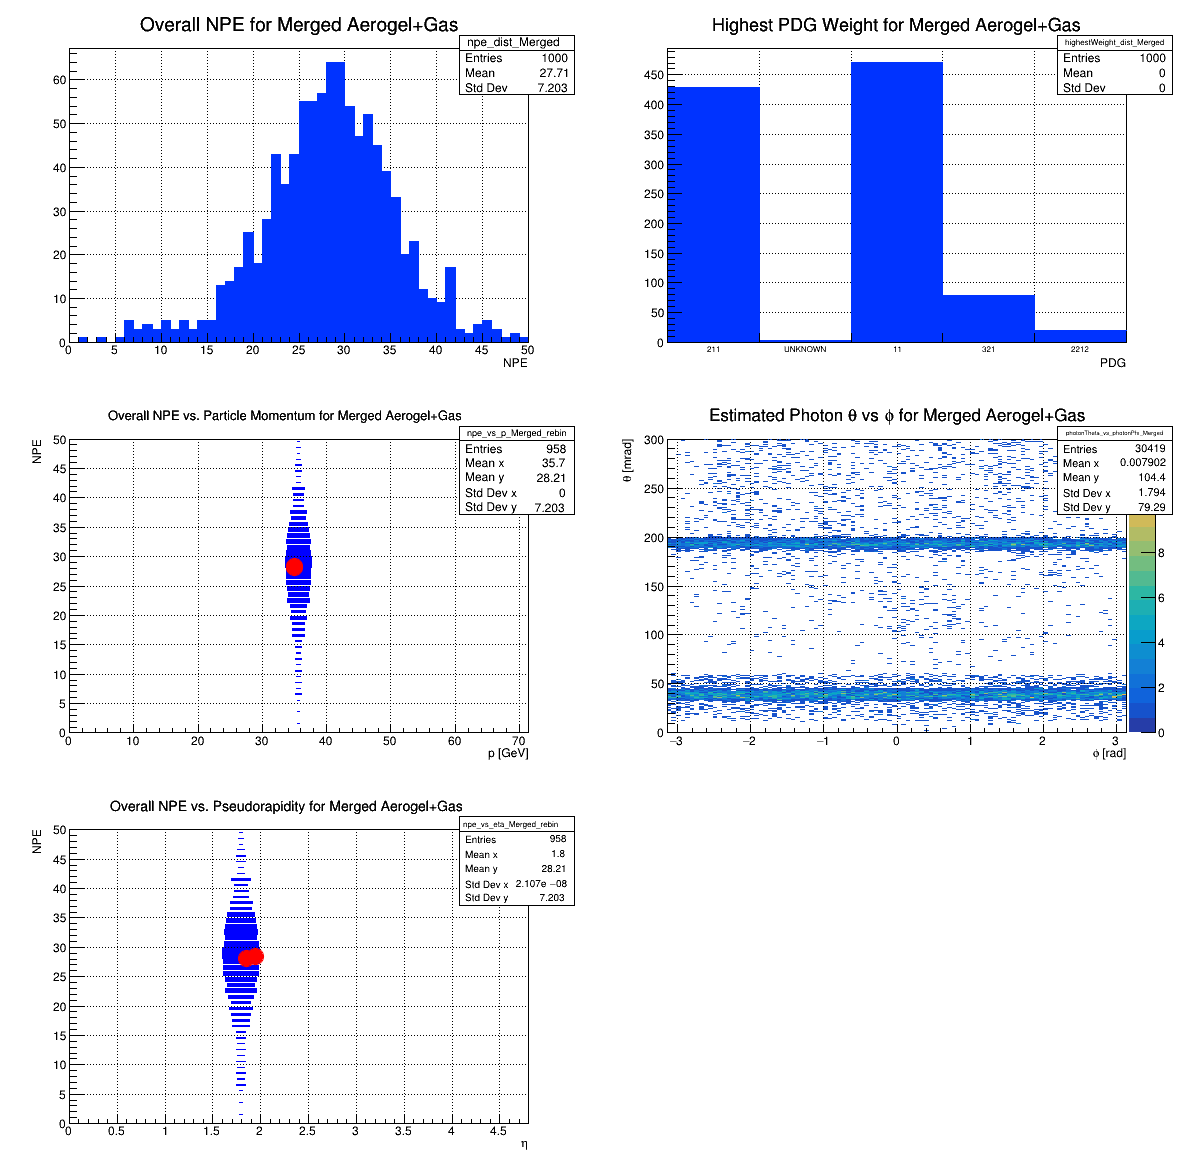 Overall NPE for Merged Aerogel+Gas
npe_dist_Merged
Entries 1000
Mean 27.71
Std Dev 7.203
60
50
40
30
20
10
0
0 5 10 15 20 25 30 35 40 45 50
NPE
Highest PDG Weight for Merged Aerogel+Gas
highestWeight_dist_Merged
Entries 1000
Mean 0
Std Dev 0
450
400
350
300
250
200
150
100
50
0
211 UNKNOWN 11 321 2212
PDG
Overall NPE vs. Particle Momentum for Merged Aerogel+Gas
npe_vs_p_Merged_rebin
Entries 958
Mean x 35.7
Mean y 28.21
Std Dev x 0
Std Dev y 7.203
NPE
50
45
40
35
30
25
20
15
10
5
0
0 10 20 30 40 50 60 70
p [GeV]
Estimated Photon θ vs ϕ for Merged Aerogel+Gas
photonTheta_vs_photonPhi_Merged
Entries 30419
Mean x 0.007902
Mean y 104.4
Std Dev x 1.794
Std Dev y 79.29
θ [mrad]
300
250
200
150
100
50
0
−3 −2 −1 0 1 2 3
ϕ [rad]
8
6
4
2
0
Overall NPE vs. Pseudorapidity for Merged Aerogel+Gas
npe_vs_eta_Merged_rebin
Entries 958
Mean x 1.8
Mean y 28.21
Std Dev x 2.107e −08
Std Dev y 7.203
NPE
50
45
40
35
30
25
20
15
10
5
0
0 0.5 1 1.5 2 2.5 3 3.5 4 4.5
η